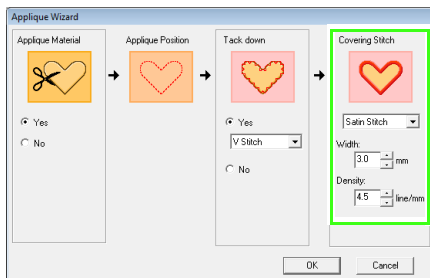 Applique Wizard
Applique Material
Yes
No
Applique Position
Tack down
Yes
V Stitch
No
Covering Stitch
Satin Stitch
Width:
3.0 mm
Density:
4.5 line/mm
OK Cancel